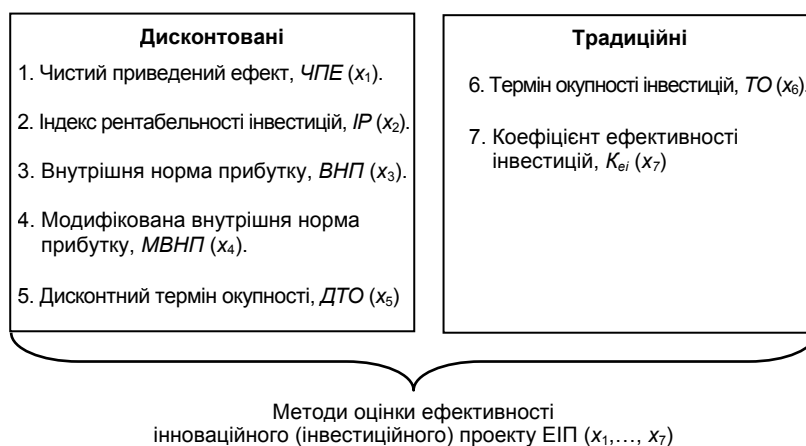 Дисконтовані
1. Чистий приведений ефект, ЧПЕ (x₁).
2. Індекс рентабельності інвестицій, ІР (x₂).
3. Внутрішня норма прибутку, ВНП (x₃).
4. Модифікована внутрішня норма
прибутку, МВНП (x₄).
5. Дисконтний термін окупності, ДТО (x₅)
Традиційні
6. Термін окупності інвестицій, ТО (x₆).
7. Коефіцієнт ефективності
інвестицій, Kₑᵢ (x₇)
Методи оцінки ефективності
інноваційного (інвестиційного) проекту ЕІП (x₁,…, x₇)